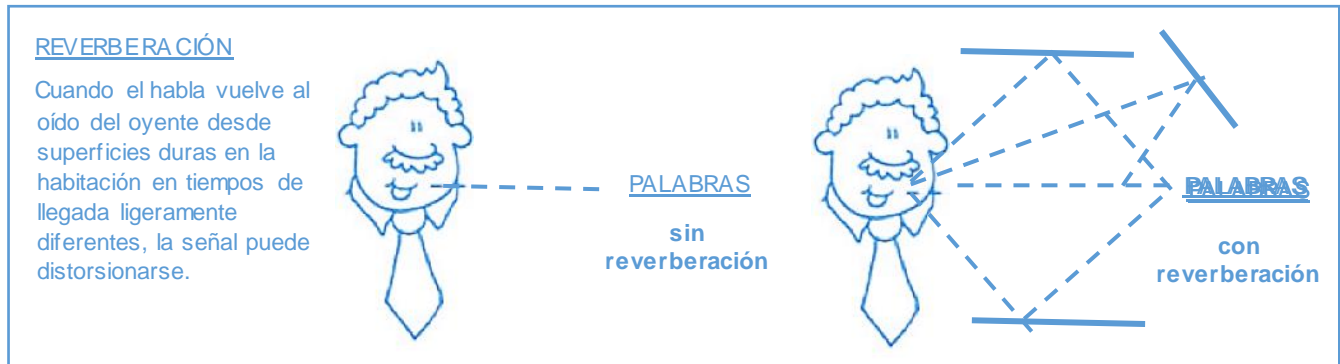 REVERBERACIÓN
Cuando el habla vuelve al
oído del oyente desde
superficies duras en la
habitación en tiempos de
llegada ligeramente
diferentes, la señal puede
distorsionarse.
PALABRAS
sin
reverberación
PALABRAS
con
reverberación